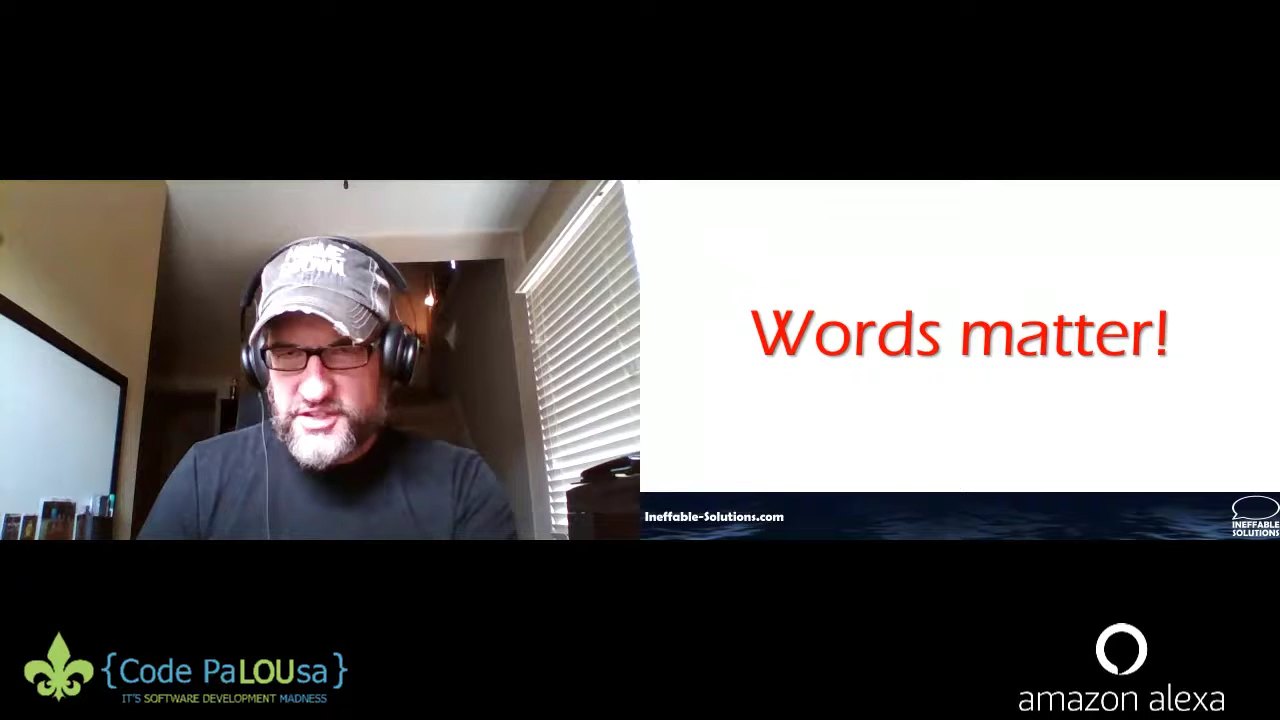 Words matter!
Ineffable-Solutions.com
INEFFABLE
SOLUTIONS
{Code PaLOUsa}
IT'S SOFTWARE DEVELOPMENT MADNESS
amazon alexa